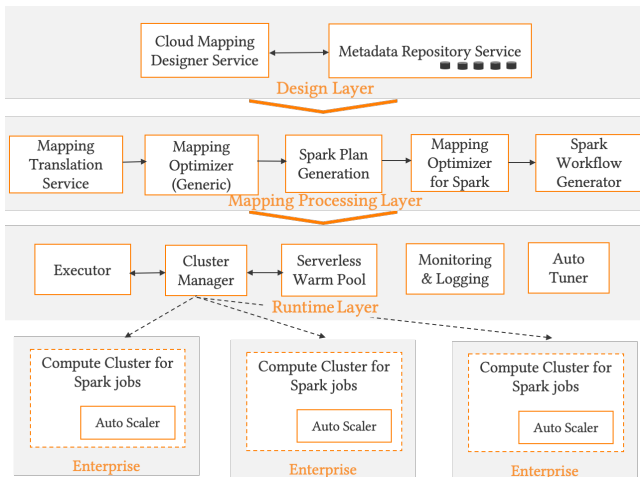 Cloud Mapping
Designer Service
Metadata Repository Service
Design Layer
Mapping
Translation
Service
Mapping
Optimizer
(Generic)
Spark Plan
Generation
Mapping
Optimizer
for Spark
Spark
Workflow
Generator
Mapping Processing Layer
Executor
Cluster
Manager
Serverless
Warm Pool
Monitoring
& Logging
Auto
Tuner
Runtime Layer
Compute Cluster for
Spark jobs
Auto Scaler
Enterprise
Compute Cluster for
Spark jobs
Auto Scaler
Enterprise
Compute Cluster for
Spark jobs
Auto Scaler
Enterprise